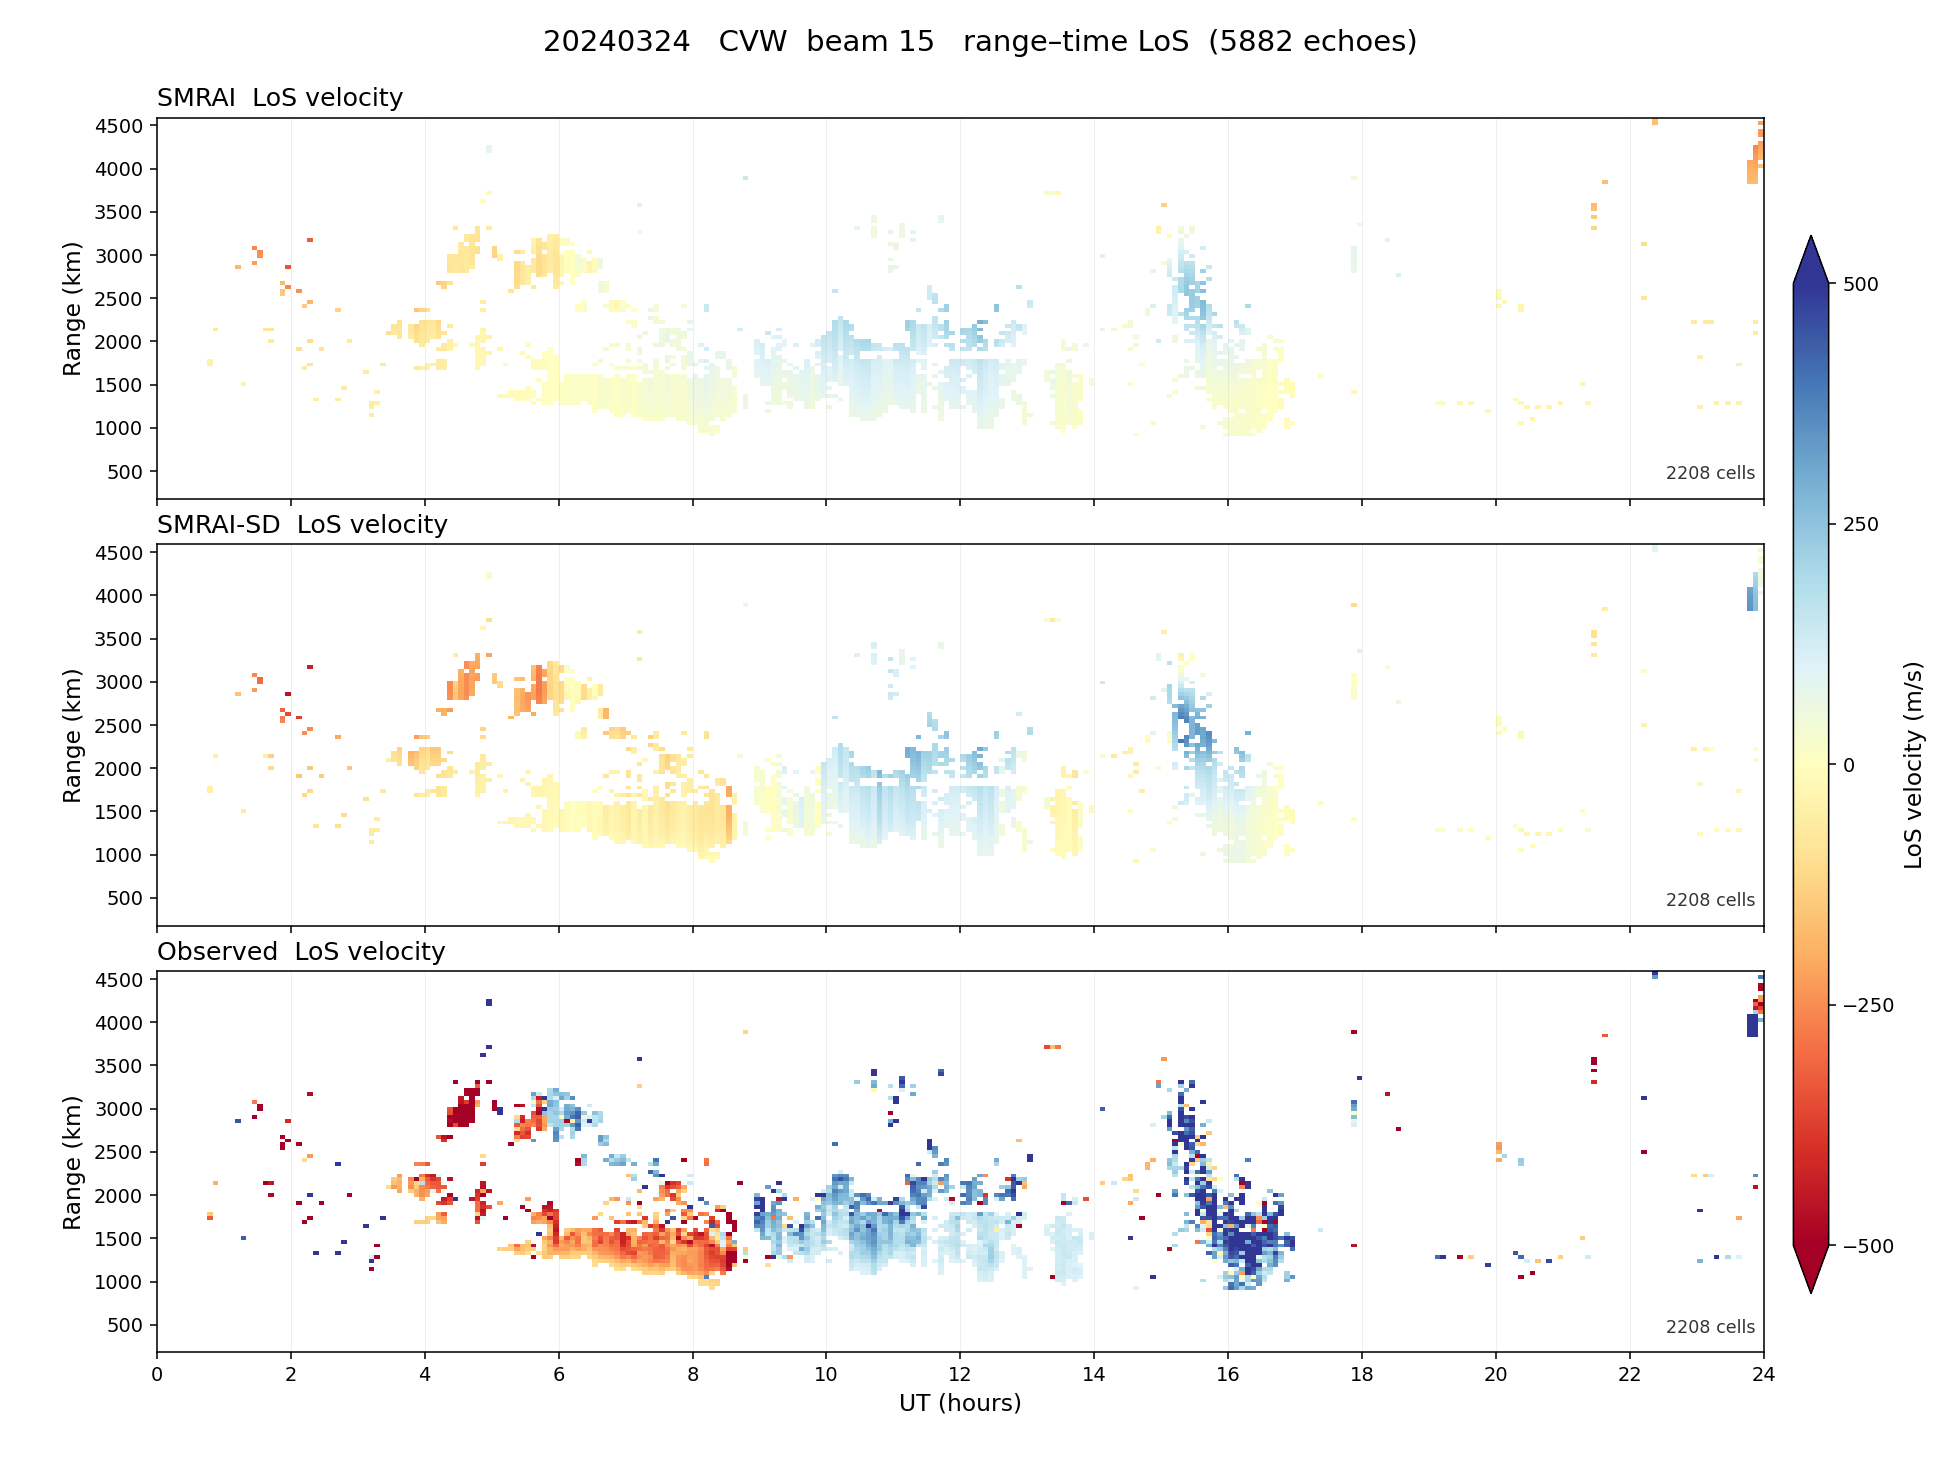 20240324   CVW  beam 15   range–time LoS  (5882 echoes)
SMRAI  LoS velocity
4500
4000
3500
3000
2500
2000
1500
1000
500
Range (km)
2208 cells
SMRAI-SD  LoS velocity
4500
4000
3500
3000
2500
2000
1500
1000
500
Range (km)
2208 cells
Observed  LoS velocity
4500
4000
3500
3000
2500
2000
1500
1000
500
Range (km)
2208 cells
0 2 4 6 8 10 12 14 16 18 20 22 24
UT (hours)
500
250
0
−250
−500
LoS velocity (m/s)